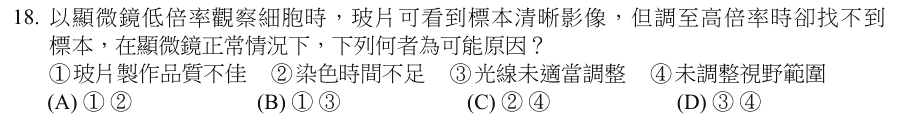 18. 以顯微鏡低倍率觀察細胞時，玻片可看到標本清晰影像，但調至高倍率時卻找不到
標本，在顯微鏡正常情況下，下列何者為可能原因？
①玻片製作品質不佳 ②染色時間不足 ③光線未適當調整 ④未調整視野範圍
(A) ① ② (B) ① ③ (C) ② ④ (D) ③ ④